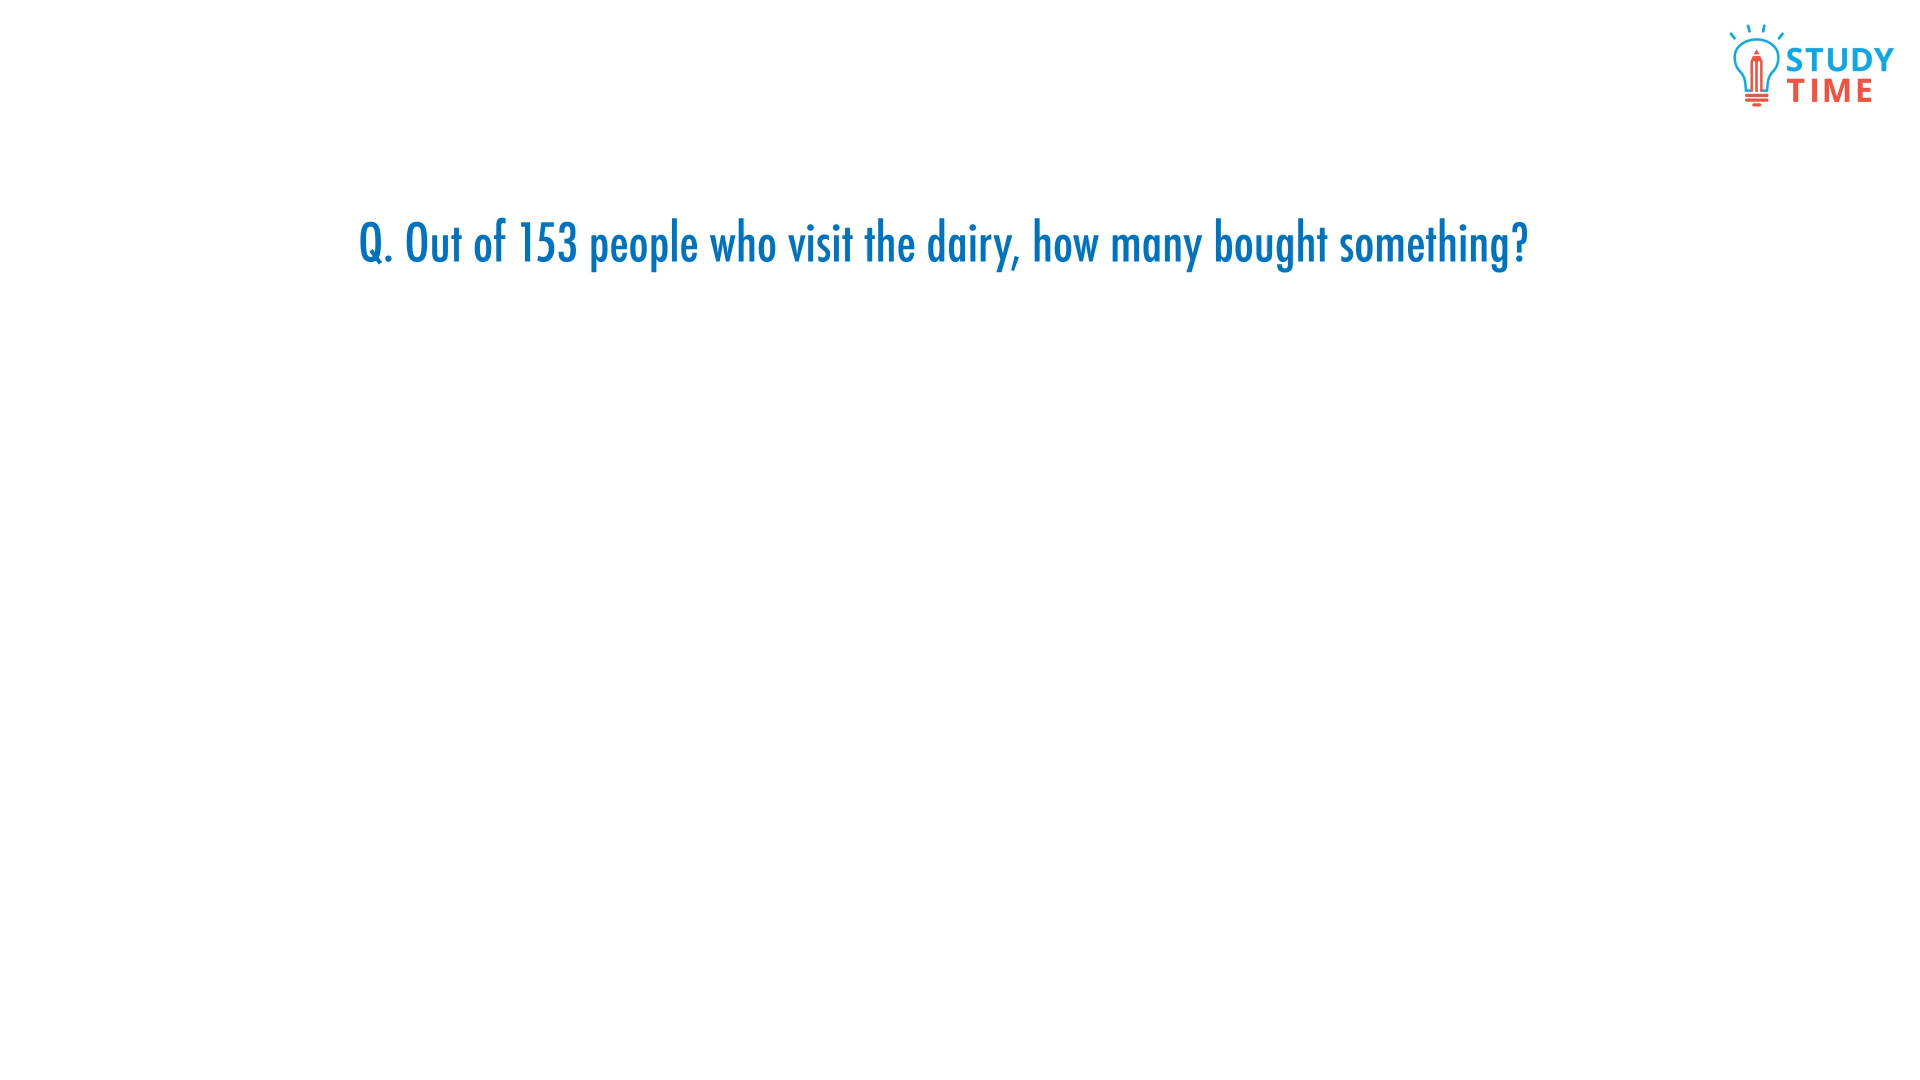 STUDY
TIME
Q. Out of 153 people who visit the dairy, how many bought something?